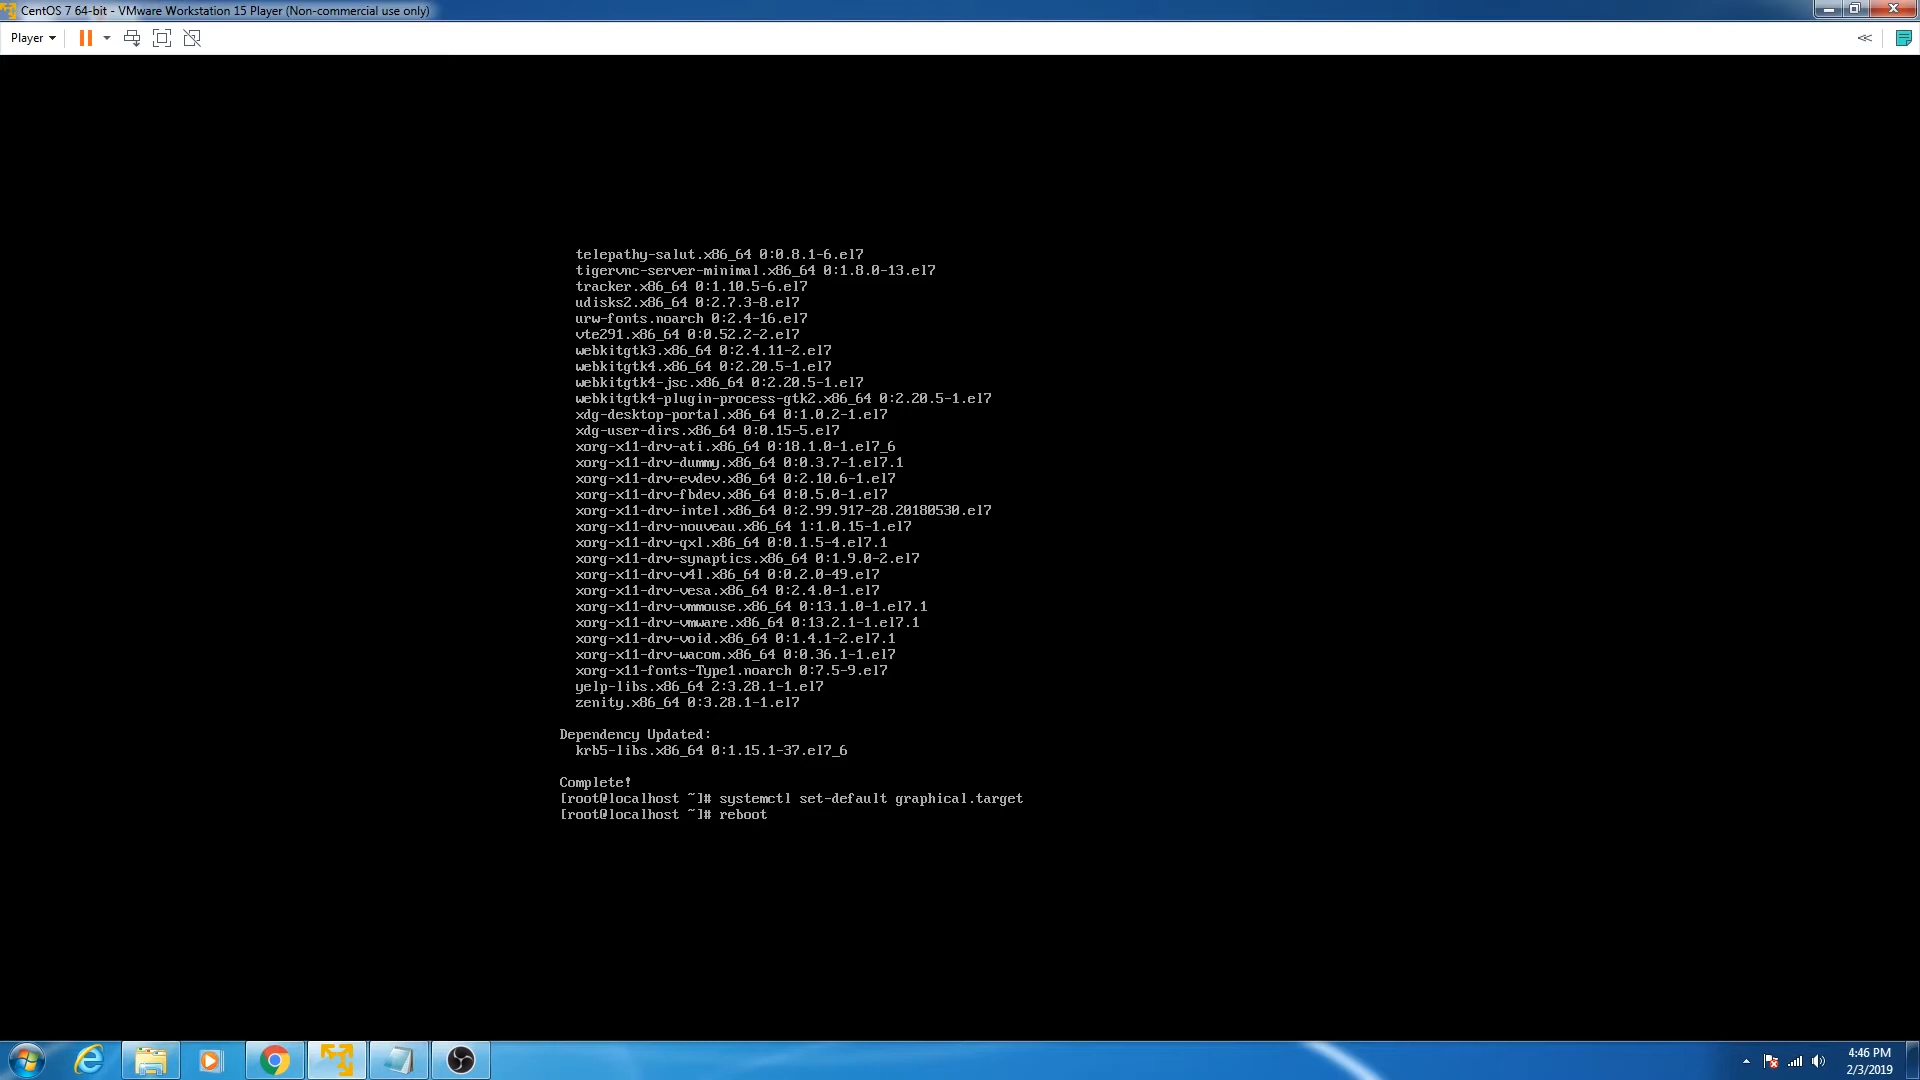 CentOS 7 64-bit - VMware Workstation 15 Player (Non-commercial use only)
Player
telepathy-salut.x86_64 0:0.8.1-6.el7
tigervnc-server-minimal.x86_64 0:1.8.0-13.el7
tracker.x86_64 0:1.10.5-6.el7
udisks2.x86_64 0:2.7.3-8.el7
urw-fonts.noarch 0:2.4-16.el7
vte291.x86_64 0:0.52.2-2.el7
webkitgtk3.x86_64 0:2.4.11-2.el7
webkitgtk4.x86_64 0:2.20.5-1.el7
webkitgtk4-jsc.x86_64 0:2.20.5-1.el7
webkitgtk4-plugin-process-gtk2.x86_64 0:2.20.5-1.el7
xdg-desktop-portal.x86_64 0:1.0.2-1.el7
xdg-user-dirs.x86_64 0:0.15-5.el7
xorg-x11-drv-ati.x86_64 0:18.1.0-1.el7_6
xorg-x11-drv-dummy.x86_64 0:0.3.7-1.el7.1
xorg-x11-drv-evdev.x86_64 0:2.10.6-1.el7
xorg-x11-drv-fbdev.x86_64 0:0.5.0-1.el7
xorg-x11-drv-intel.x86_64 0:2.99.917-28.20180530.el7
xorg-x11-drv-nouveau.x86_64 1:1.0.15-1.el7
xorg-x11-drv-qxl.x86_64 0:0.1.5-4.el7.1
xorg-x11-drv-synaptics.x86_64 0:1.9.0-2.el7
xorg-x11-drv-v4l.x86_64 0:0.2.0-49.el7
xorg-x11-drv-vesa.x86_64 0:2.4.0-1.el7
xorg-x11-drv-vmmouse.x86_64 0:13.1.0-1.el7.1
xorg-x11-drv-vmware.x86_64 0:13.2.1-1.el7.1
xorg-x11-drv-void.x86_64 0:1.4.1-2.el7.1
xorg-x11-drv-wacom.x86_64 0:0.36.1-1.el7
xorg-x11-fonts-Type1.noarch 0:7.5-9.el7
yelp-libs.x86_64 2:3.28.1-1.el7
zenity.x86_64 0:3.28.1-1.el7
Dependency Updated:
krb5-libs.x86_64 0:1.15.1-37.el7_6
Complete!
[root@localhost ~]# systemctl set-default graphical.target
[root@localhost ~]# reboot
4:46 PM
2/3/2019